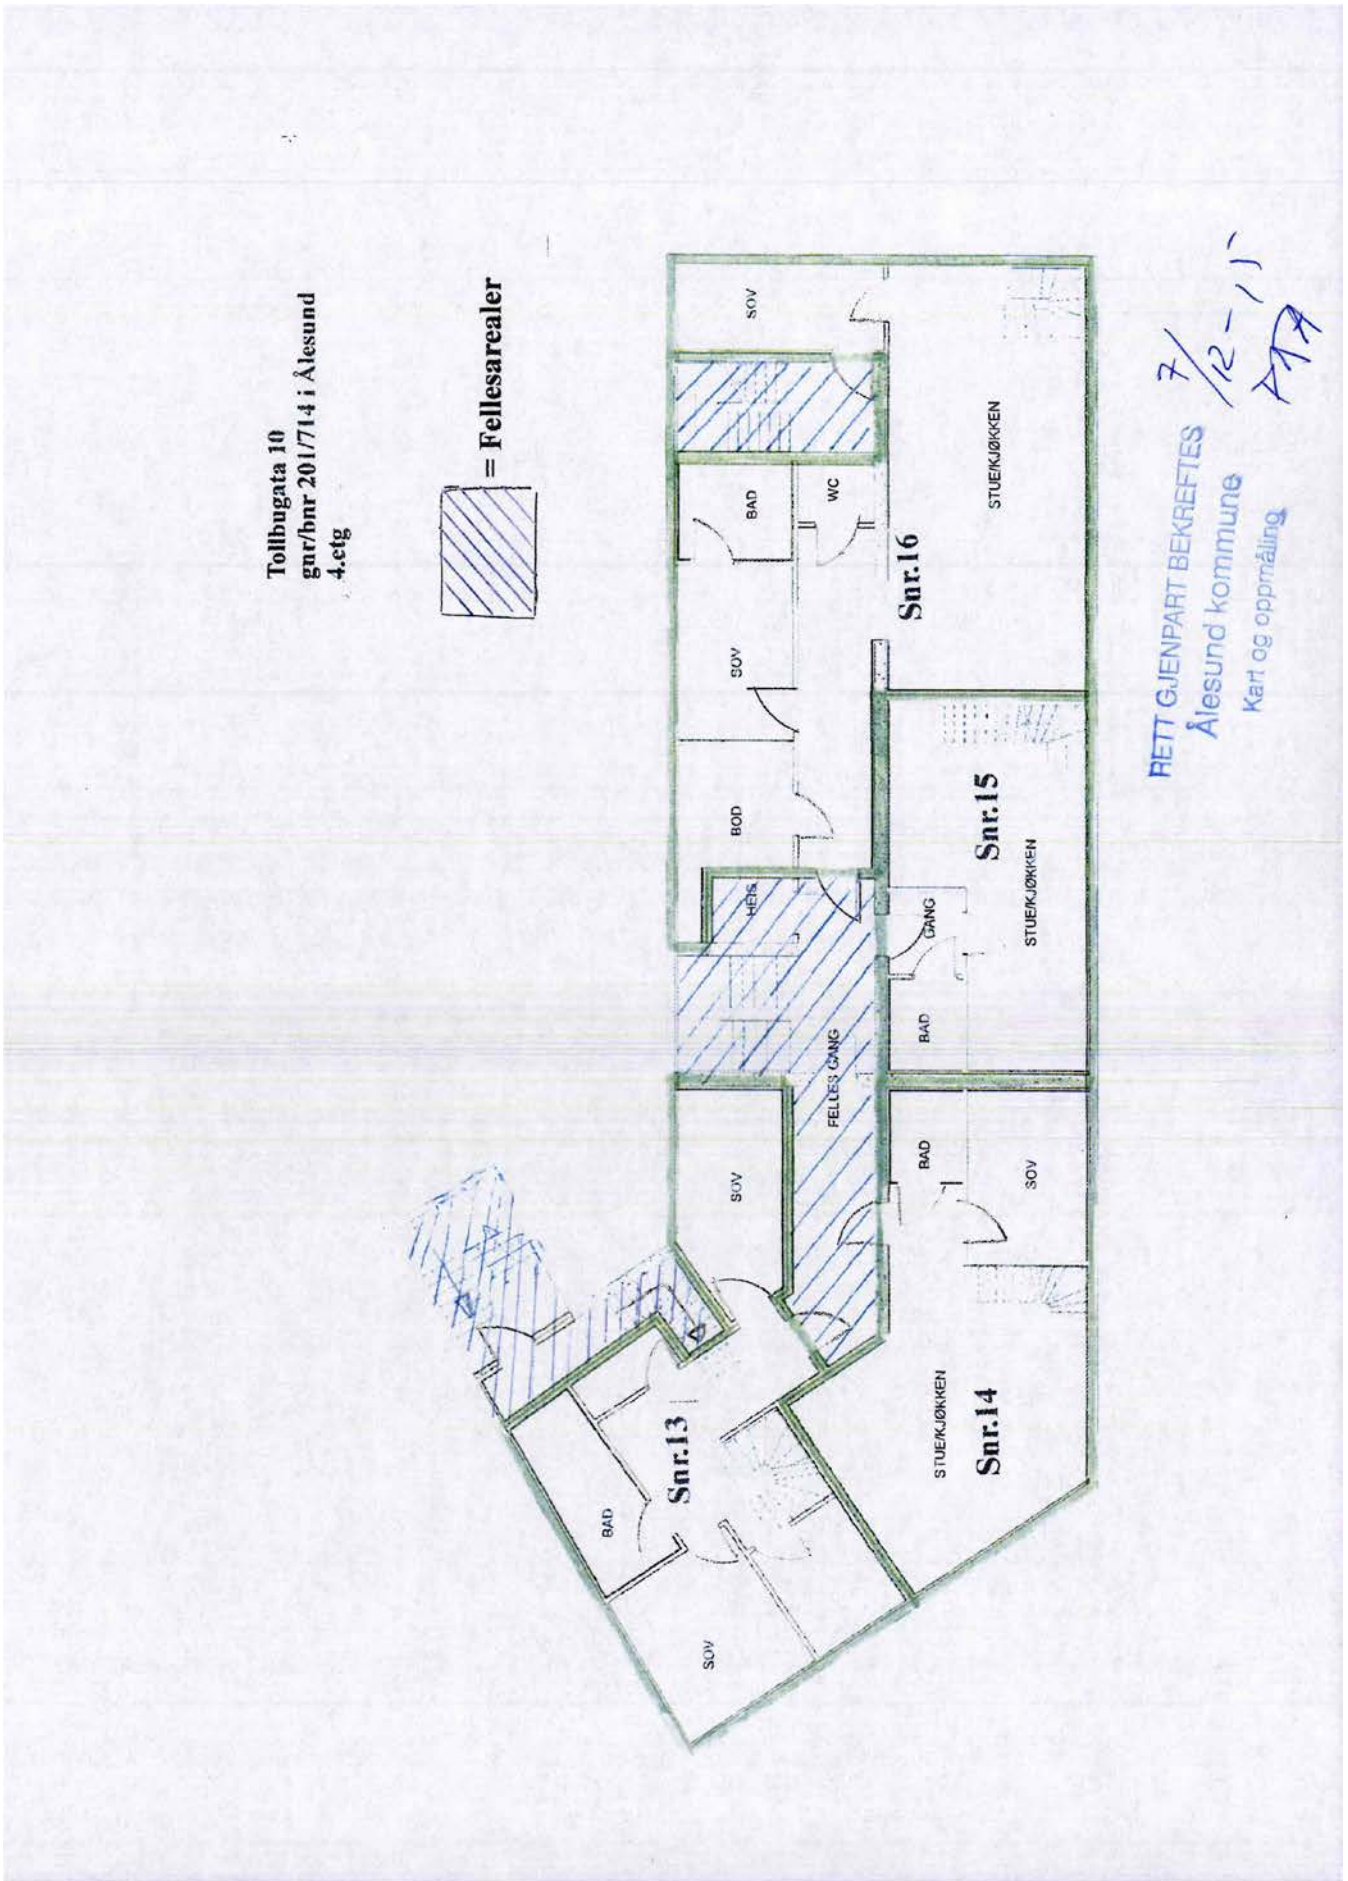 Tollbugata 10
gnr/bnr 201/714 i Ålesund
4.etg
= Fellesarealer
SOV
BAD
WC
SOV
BOD
HEIS
Snr.16
STUE/KJØKKEN
Snr.15
STUE/KJØKKEN
GANG
BAD
FELLES GANG
SOV
BAD
SOV
STUE/KJØKKEN
Snr.14
Snr.13
BAD
SOV
RETT GJENPART BEKREFTES
Ålesund kommune
Kart og oppmåling
7/12-15